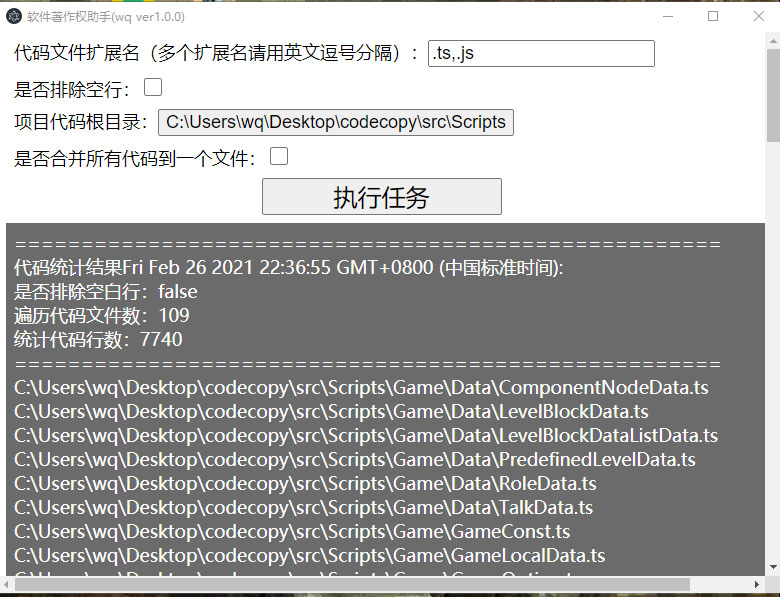 软件著作权助手(wq ver1.0.0)
代码文件扩展名（多个扩展名请用英文逗号分隔）： .ts,.js
是否排除空行：
项目代码根目录： C:\Users\wq\Desktop\codecopy\src\Scripts
是否合并所有代码到一个文件：
执行任务
==================================================
代码统计结果Fri Feb 26 2021 22:36:55 GMT+0800 (中国标准时间):
是否排除空白行：false
遍历代码文件数：109
统计代码行数：7740
==================================================
C:\Users\wq\Desktop\codecopy\src\Scripts\Game\Data\ComponentNodeData.ts
C:\Users\wq\Desktop\codecopy\src\Scripts\Game\Data\LevelBlockData.ts
C:\Users\wq\Desktop\codecopy\src\Scripts\Game\Data\LevelBlockDataListData.ts
C:\Users\wq\Desktop\codecopy\src\Scripts\Game\Data\PredefinedLevelData.ts
C:\Users\wq\Desktop\codecopy\src\Scripts\Game\Data\RoleData.ts
C:\Users\wq\Desktop\codecopy\src\Scripts\Game\Data\TalkData.ts
C:\Users\wq\Desktop\codecopy\src\Scripts\Game\GameConst.ts
C:\Users\wq\Desktop\codecopy\src\Scripts\Game\GameLocalData.ts